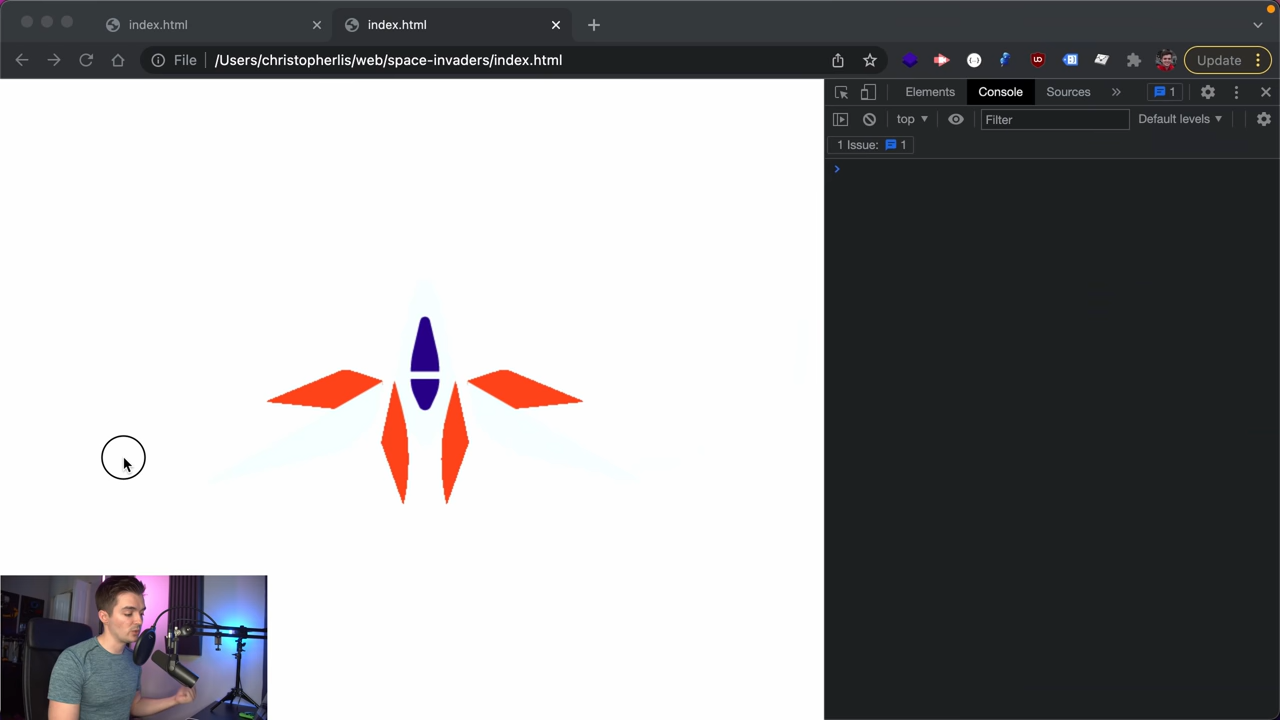 index.html
index.html
File /Users/christopherlis/web/space-invaders/index.html
Update
Elements Console Sources » 1
top Filter Default levels
1 Issue: 1